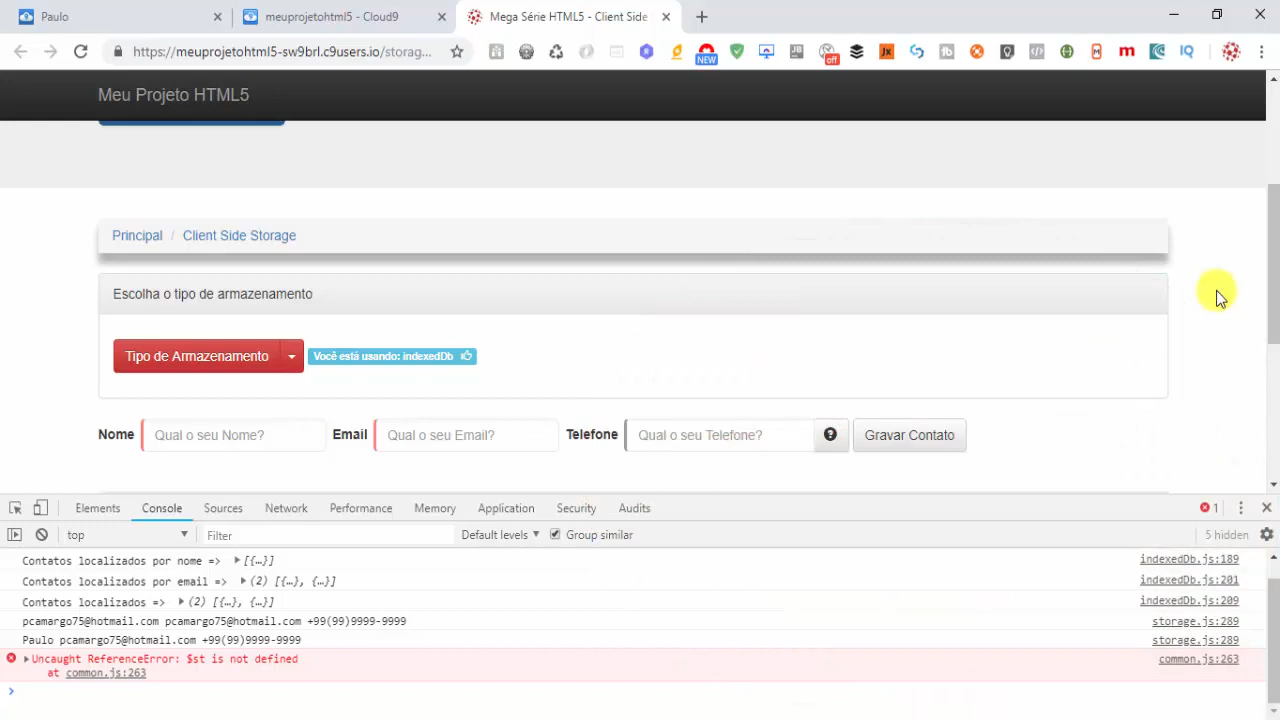 Paulo
meuprojetohtml5 - Cloud9
Mega Série HTML5 - Client Side
https://meuprojetohtml5-sw9brl.c9users.io/storag...
NEW
JB
off
Jx
tb
M
m
IQ
Meu Projeto HTML5
Principal / Client Side Storage
Escolha o tipo de armazenamento
Tipo de Armazenamento
Você está usando: indexedDb
Nome
Qual o seu Nome?
Email
Qual o seu Email?
Telefone
Qual o seu Telefone?
Gravar Contato
Elements Console Sources Network Performance Memory Application Security Audits 1
top Filter Default levels Group similar 5 hidden
Contatos localizados por nome => [{…}] indexedDb.js:189
Contatos localizados por email => (2) [{…}, {…}] indexedDb.js:201
Contatos localizados => (2) [{…}, {…}] indexedDb.js:209
pcamargo75@hotmail.com pcamargo75@hotmail.com +99(99)9999-9999 storage.js:289
Paulo pcamargo75@hotmail.com +99(99)9999-9999 storage.js:289
Uncaught ReferenceError: $st is not defined common.js:263
at common.js:263